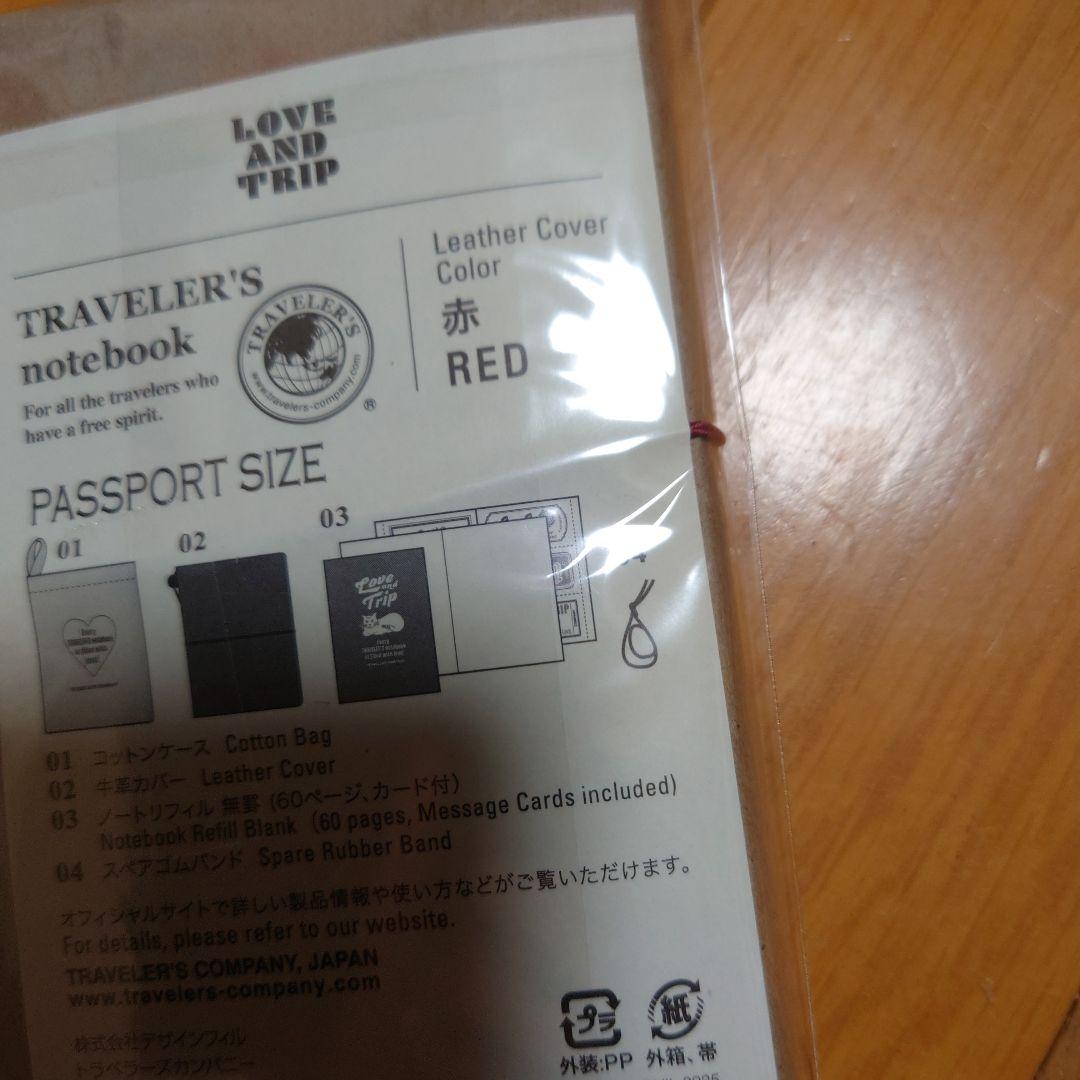 LOVE
AND
TRIP
Leather Cover
Color
赤
RED
TRAVELER'S
notebook
For all the travelers who
have a free spirit.
TRAVELER'S
www.travelers-company.com
®
PASSPORT SIZE
01
02
03
Love
and
Trip
01 コットンケース Cotton Bag
02 牛革カバー Leather Cover
03 ノートリフィル 無罫 (60ページ、カード付)
Notebook Refill Blank (60 pages, Message Cards included)
04 スペアゴムバンド Spare Rubber Band
オフィシャルサイトで詳しい製品情報や使い方などがご覧いただけます。
For details, please refer to our website.
TRAVELER'S COMPANY, JAPAN
www.travelers-company.com
株式会社デザインフィル
トラベラーズカンパニー
プラ
紙
外装:PP 外箱、帯